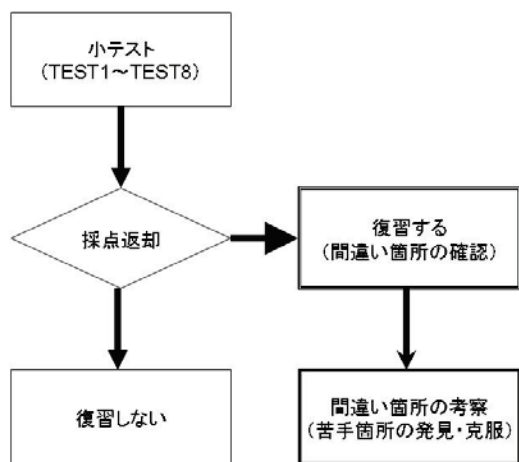 小テスト
(TEST1~TEST8)
採点返却
復習する
(間違い箇所の確認)
復習しない
間違い箇所の考察
(苦手箇所の発見・克服)